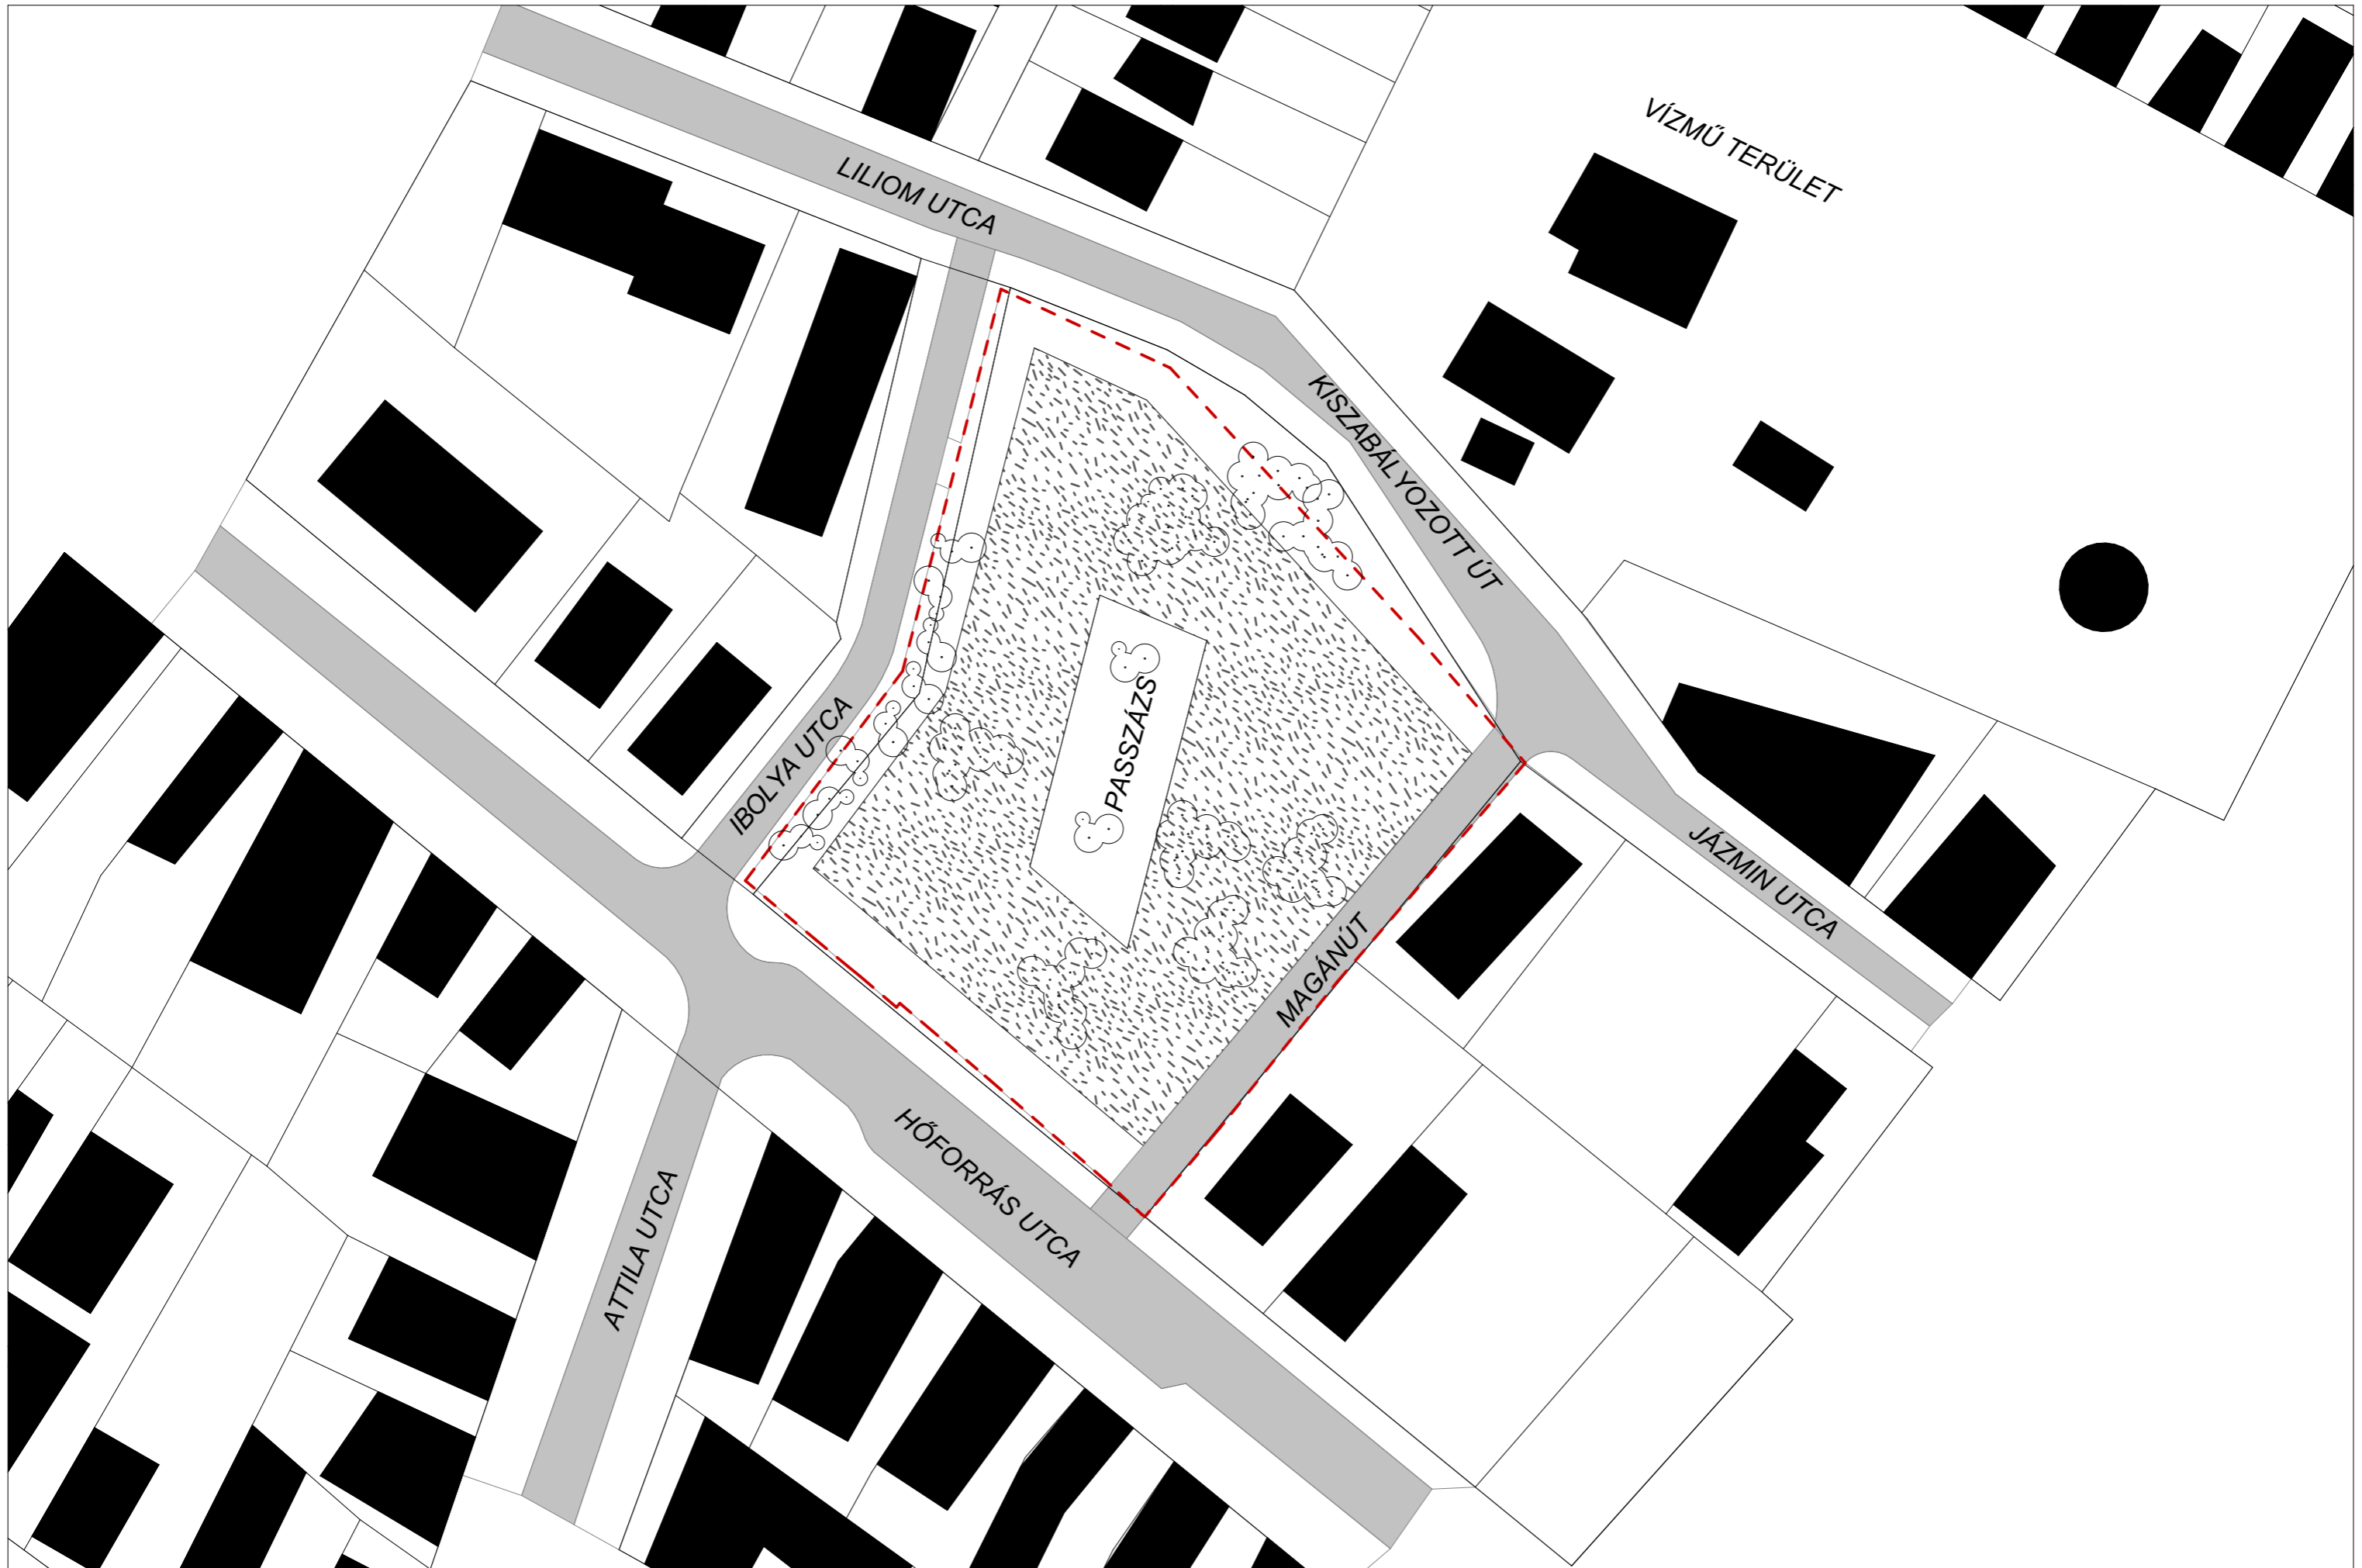 VÍZMŰ TERÜLET
LILIOM UTCA
KISZABÁLYOZOTT ÚT
PASSZÁZS
IBOLYA UTCA
JÁZMIN UTCA
MAGÁNÚT
HŐFORRÁS UTCA
ATTILA UTCA